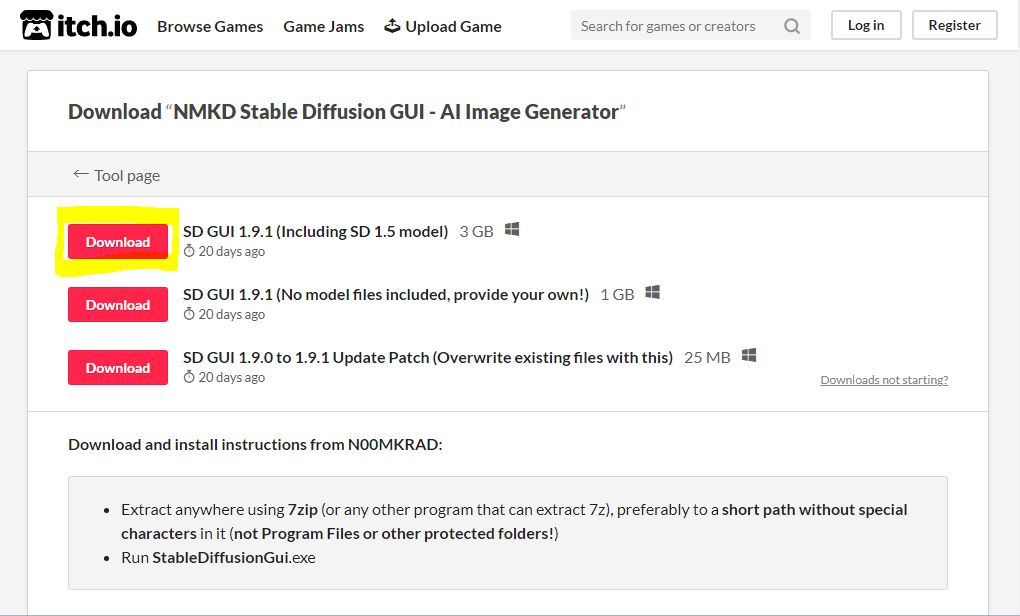 itch.io Browse Games Game Jams Upload Game Search for games or creators Log in Register
Download “NMKD Stable Diffusion GUI - AI Image Generator”
← Tool page
Download SD GUI 1.9.1 (Including SD 1.5 model) 3 GB
20 days ago
Download SD GUI 1.9.1 (No model files included, provide your own!) 1 GB
20 days ago
Download SD GUI 1.9.0 to 1.9.1 Update Patch (Overwrite existing files with this) 25 MB
20 days ago
Downloads not starting?
Download and install instructions from N00MKRAD:
• Extract anywhere using 7zip (or any other program that can extract 7z), preferably to a short path without special
characters in it (not Program Files or other protected folders!)
• Run StableDiffusionGui.exe